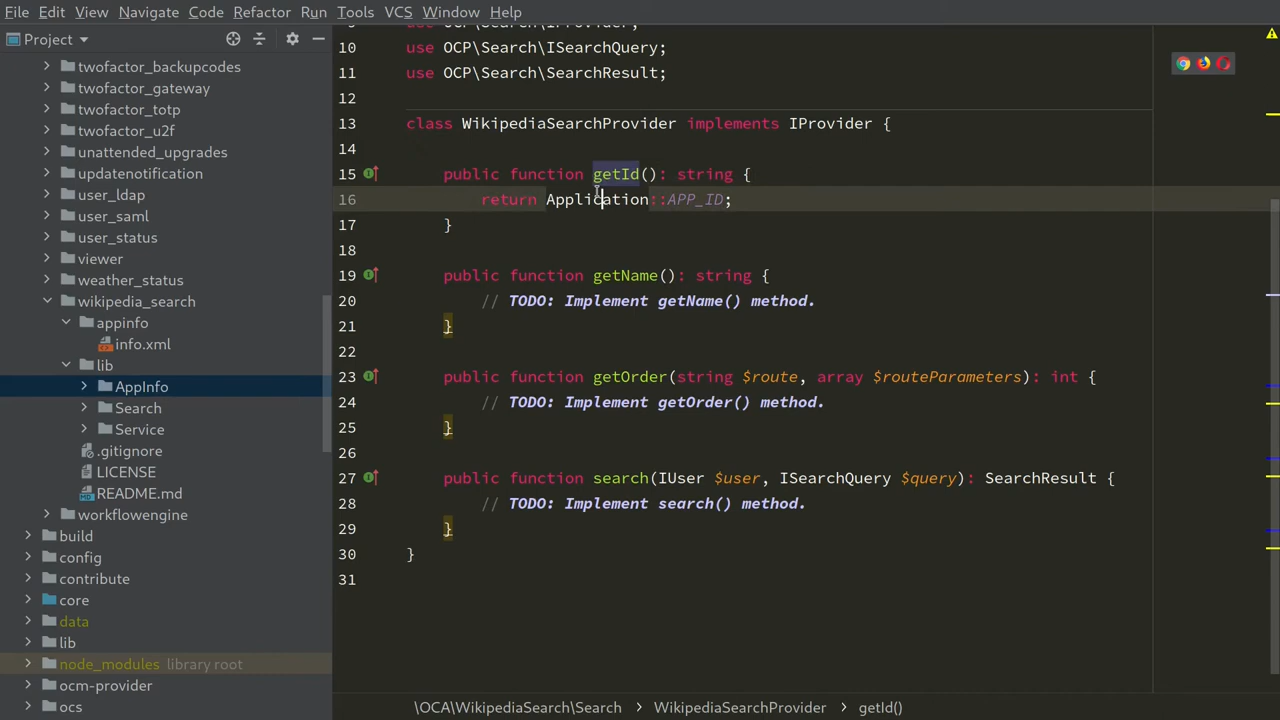 File Edit View Navigate Code Refactor Run Tools VCS Window Help
Project
twofactor_backupcodes
twofactor_gateway
twofactor_totp
twofactor_u2f
unattended_upgrades
updatenotification
user_ldap
user_saml
user_status
viewer
weather_status
wikipedia_search
appinfo
info.xml
lib
AppInfo
Search
Service
.gitignore
LICENSE
README.md
workflowengine
build
config
contribute
core
data
lib
node_modules library root
ocm-provider
ocs
10 use OCP\Search\ISearchQuery;
11 use OCP\Search\SearchResult;
12
13 class WikipediaSearchProvider implements IProvider {
14
15 public function getId(): string {
16 return Application::APP_ID;
17 }
18
19 public function getName(): string {
20 // TODO: Implement getName() method.
21 }
22
23 public function getOrder(string $route, array $routeParameters): int {
24 // TODO: Implement getOrder() method.
25 }
26
27 public function search(IUser $user, ISearchQuery $query): SearchResult {
28 // TODO: Implement search() method.
29 }
30 }
31
\OCA\WikipediaSearch\Search WikipediaSearchProvider getId()